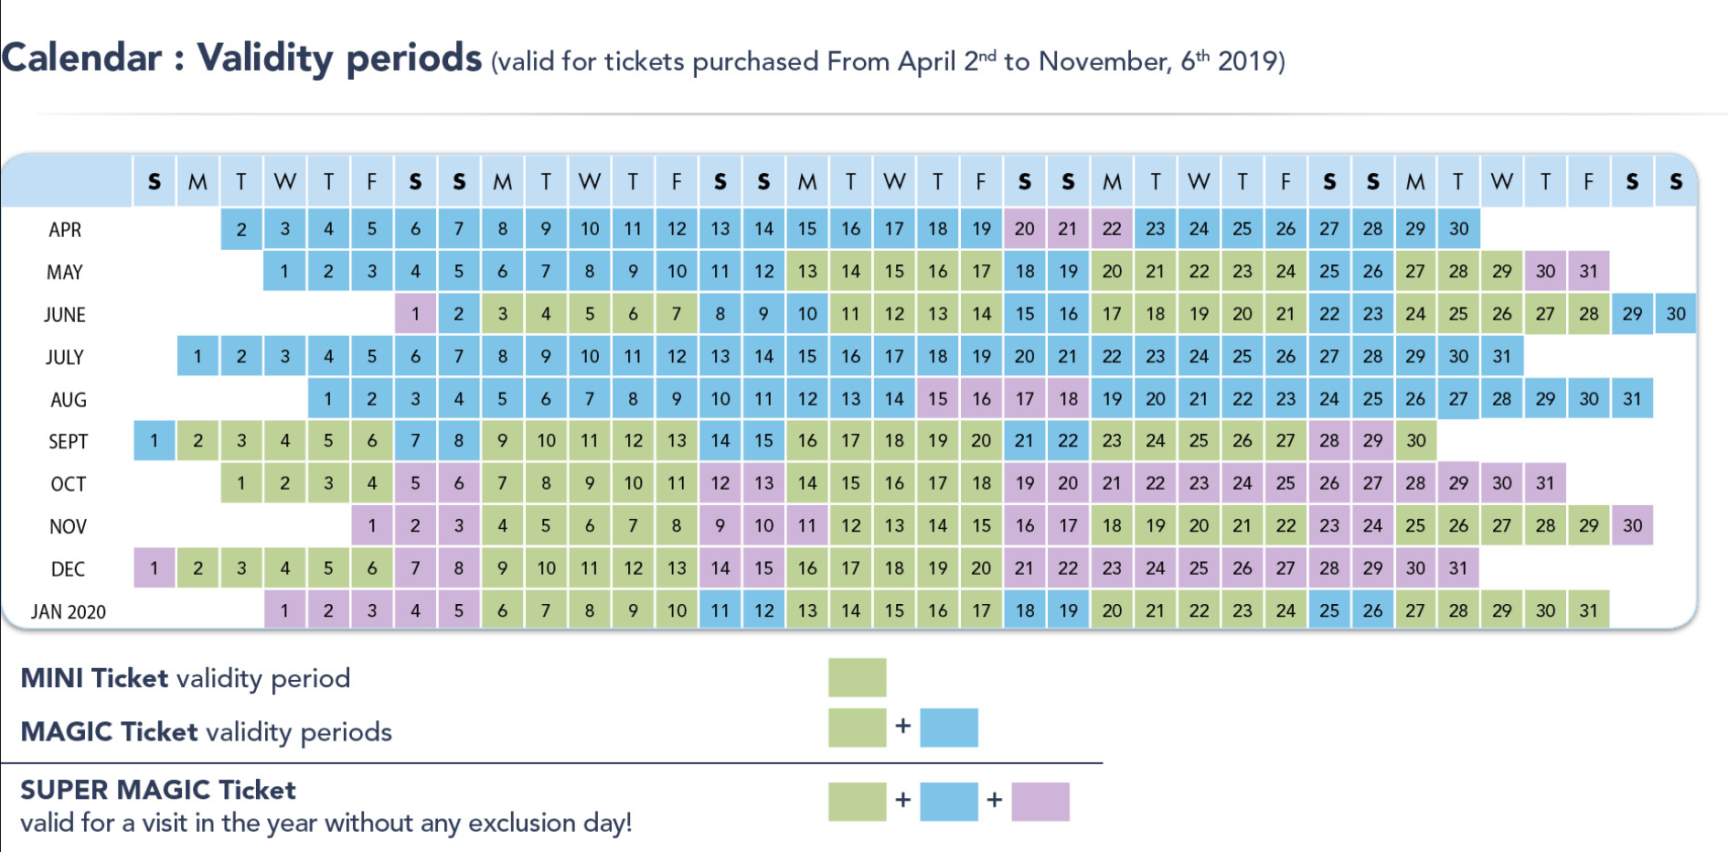 Calendar : Validity periods (valid for tickets purchased From April 2nd to November, 6th 2019)
S M T W T F S S M T W T F S S M T W T F S S M T W T F S S M T W T F S S
APR 2 3 4 5 6 7 8 9 10 11 12 13 14 15 16 17 18 19 20 21 22 23 24 25 26 27 28 29 30
MAY 1 2 3 4 5 6 7 8 9 10 11 12 13 14 15 16 17 18 19 20 21 22 23 24 25 26 27 28 29 30 31
JUNE 1 2 3 4 5 6 7 8 9 10 11 12 13 14 15 16 17 18 19 20 21 22 23 24 25 26 27 28 29 30
JULY 1 2 3 4 5 6 7 8 9 10 11 12 13 14 15 16 17 18 19 20 21 22 23 24 25 26 27 28 29 30 31
AUG 1 2 3 4 5 6 7 8 9 10 11 12 13 14 15 16 17 18 19 20 21 22 23 24 25 26 27 28 29 30 31
SEPT 1 2 3 4 5 6 7 8 9 10 11 12 13 14 15 16 17 18 19 20 21 22 23 24 25 26 27 28 29 30
OCT 1 2 3 4 5 6 7 8 9 10 11 12 13 14 15 16 17 18 19 20 21 22 23 24 25 26 27 28 29 30 31
NOV 1 2 3 4 5 6 7 8 9 10 11 12 13 14 15 16 17 18 19 20 21 22 23 24 25 26 27 28 29 30
DEC 1 2 3 4 5 6 7 8 9 10 11 12 13 14 15 16 17 18 19 20 21 22 23 24 25 26 27 28 29 30 31
JAN 2020 1 2 3 4 5 6 7 8 9 10 11 12 13 14 15 16 17 18 19 20 21 22 23 24 25 26 27 28 29 30 31
MINI Ticket validity period
MAGIC Ticket validity periods +
SUPER MAGIC Ticket + +
valid for a visit in the year without any exclusion day!